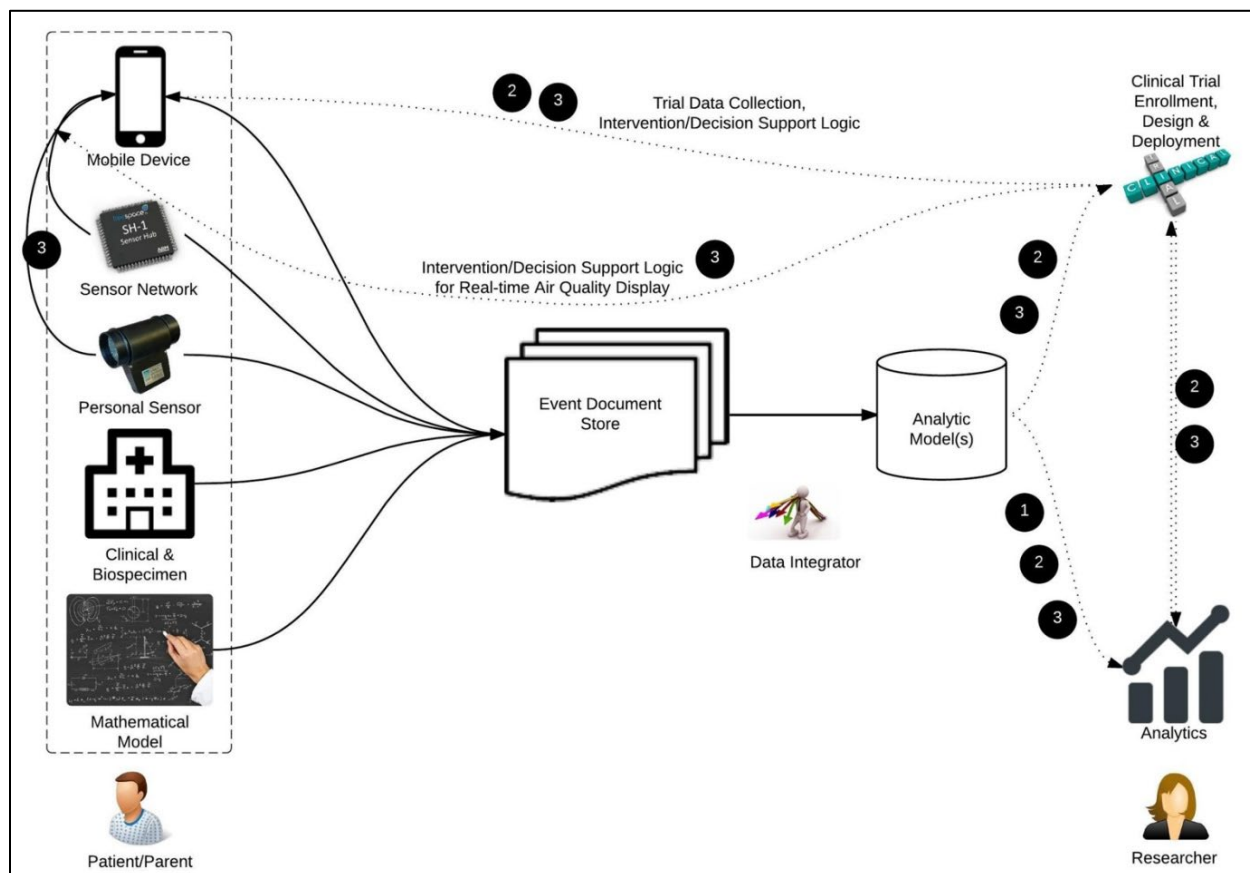 2
3
Trial Data Collection,
Intervention/Decision Support Logic
Clinical Trial
Enrollment,
Design &
Deployment
CLINICAL
TRIAL
Mobile Device
SH-1
Sensor Hub
3
Sensor Network
Intervention/Decision Support Logic
for Real-time Air Quality Display
3
2
3
Personal Sensor
Event Document
Store
Analytic
Model(s)
2
3
Clinical &
Biospecimen
Data Integrator
1
2
3
Mathematical
Model
Analytics
Patient/Parent
Researcher